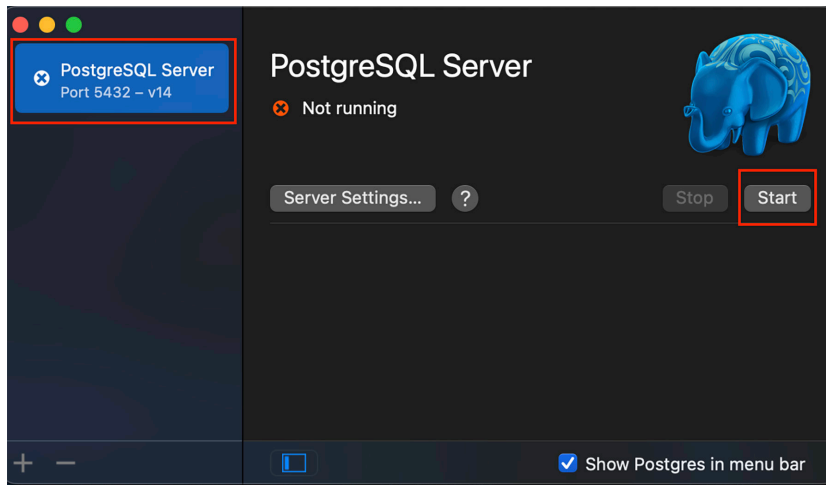 PostgreSQL Server
Port 5432 – v14
PostgreSQL Server
Not running
Server Settings... ?
Stop Start
Show Postgres in menu bar